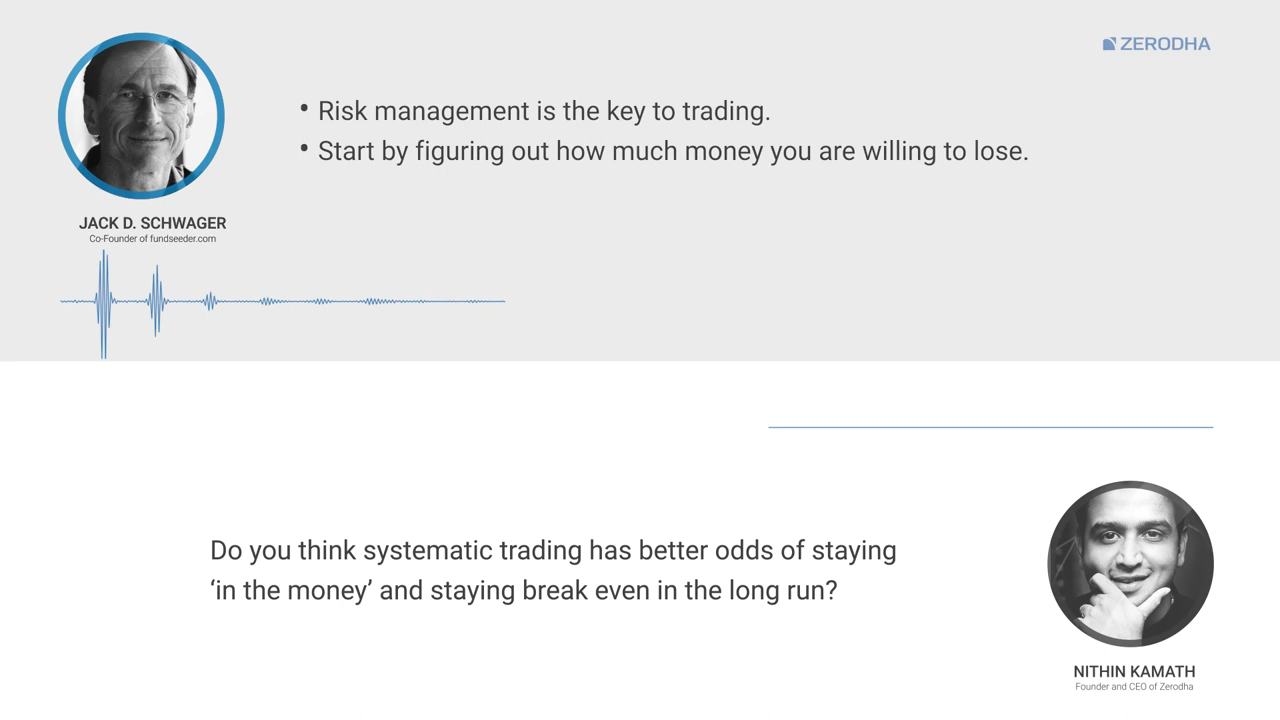 ZERODHA
• Risk management is the key to trading.
• Start by figuring out how much money you are willing to lose.
JACK D. SCHWAGER
Co-Founder of fundseeder.com
Do you think systematic trading has better odds of staying
‘in the money’ and staying break even in the long run?
NITHIN KAMATH
Founder and CEO of Zerodha